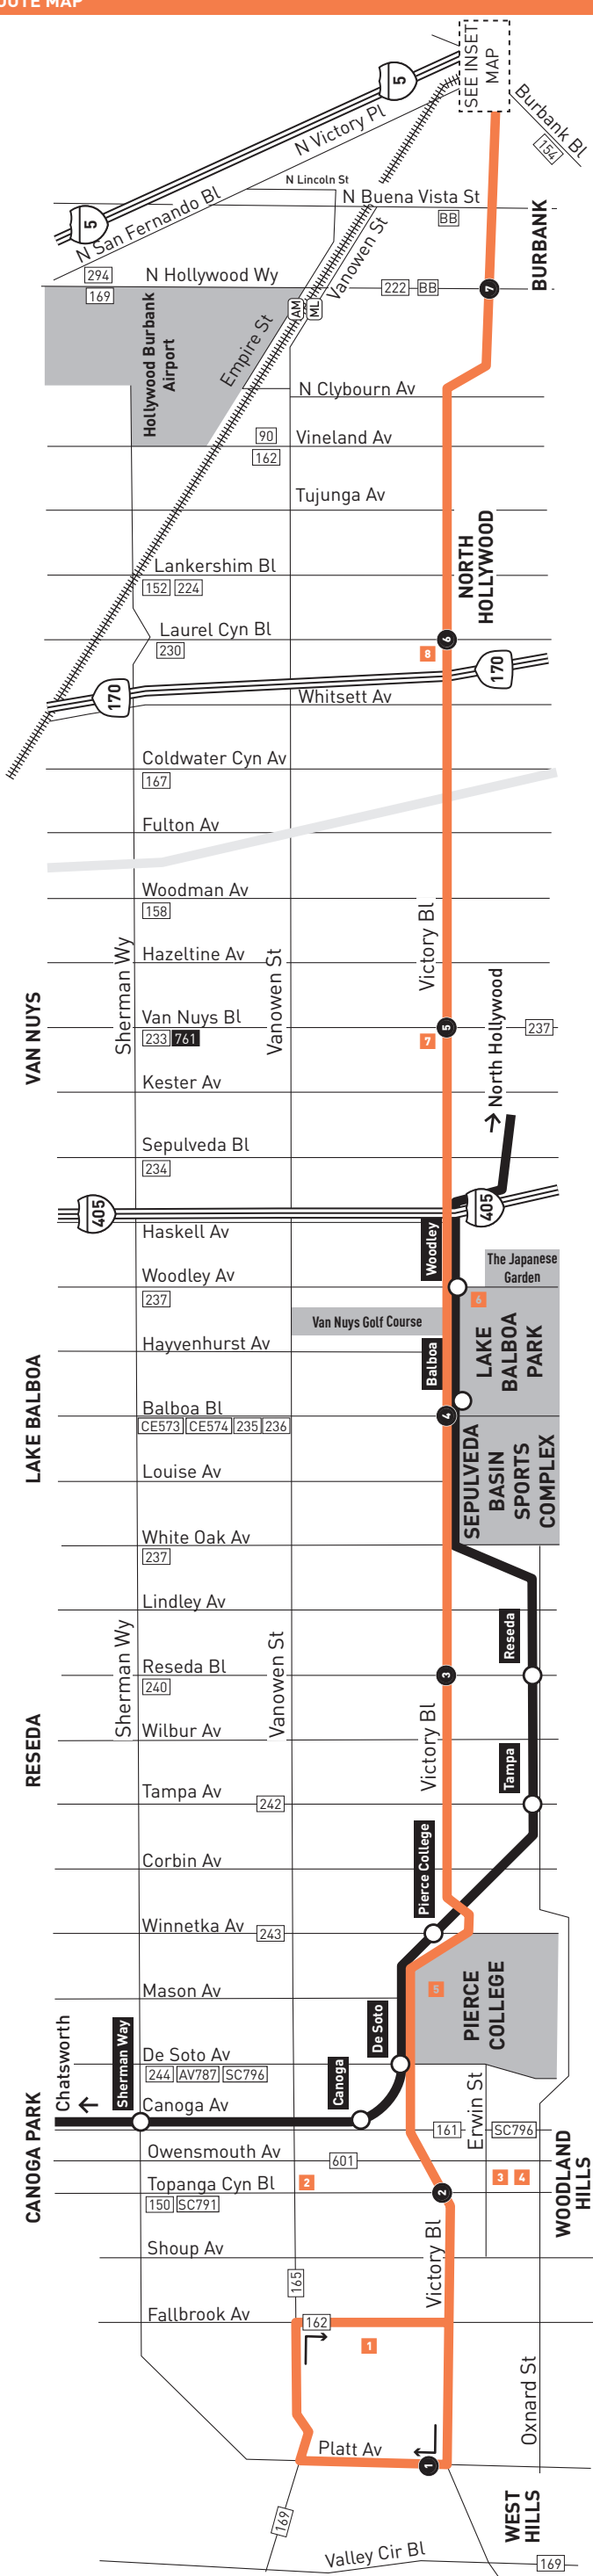 ROUTE MAP
SEE INSET
MAP
5
N Victory Pl
Burbank Bl
154
N San Fernando Bl
5
N Lincoln St
N Buena Vista St
BB
BURBANK
Vanowen St
294
N Hollywood Wy
169
222
BB
7
AM
ML
Hollywood Burbank
Airport
Empire St
N Clybourn Av
90
Vineland Av
162
Tujunga Av
NORTH
HOLLYWOOD
Lankershim Bl
152
224
Laurel Cyn Bl
230
6
8
170
170
Whitsett Av
Coldwater Cyn Av
167
Fulton Av
Woodman Av
158
Victory Bl
Hazeltine Av
Sherman Wy
Vanowen St
VAN NUYS
Van Nuys Bl
233
761
5
7
237
North Hollywood
Kester Av
Sepulveda Bl
234
405
405
Haskell Av
Woodley
Woodley Av
237
The Japanese
Garden
6
Van Nuys Golf Course
Hayvenhurst Av
Balboa
LAKE
BALBOA
PARK
LAKE BALBOA
Balboa Bl
CE573
CE574
235
236
4
Louise Av
SEPULVEDA
BASIN
SPORTS
COMPLEX
White Oak Av
237
Lindley Av
Reseda
Sherman Wy
Vanowen St
Reseda Bl
240
3
RESEDA
Wilbur Av
Victory Bl
Tampa
Tampa Av
242
Corbin Av
Pierce College
Winnetka Av
243
Mason Av
5
PIERCE
COLLEGE
Chatsworth
Sherman Way
De Soto
De Soto Av
244
AV787
SC796
Canoga
Canoga Av
CANOGA PARK
161
Erwin St
SC796
Owensmouth Av
601
Topanga Cyn Bl
150
SC791
2
2
3
4
WOODLAND
HILLS
Shoup Av
Victory Bl
165
Fallbrook Av
162
1
Oxnard St
Platt Av
1
169
WEST
HILLS
Valley Cir Bl
169